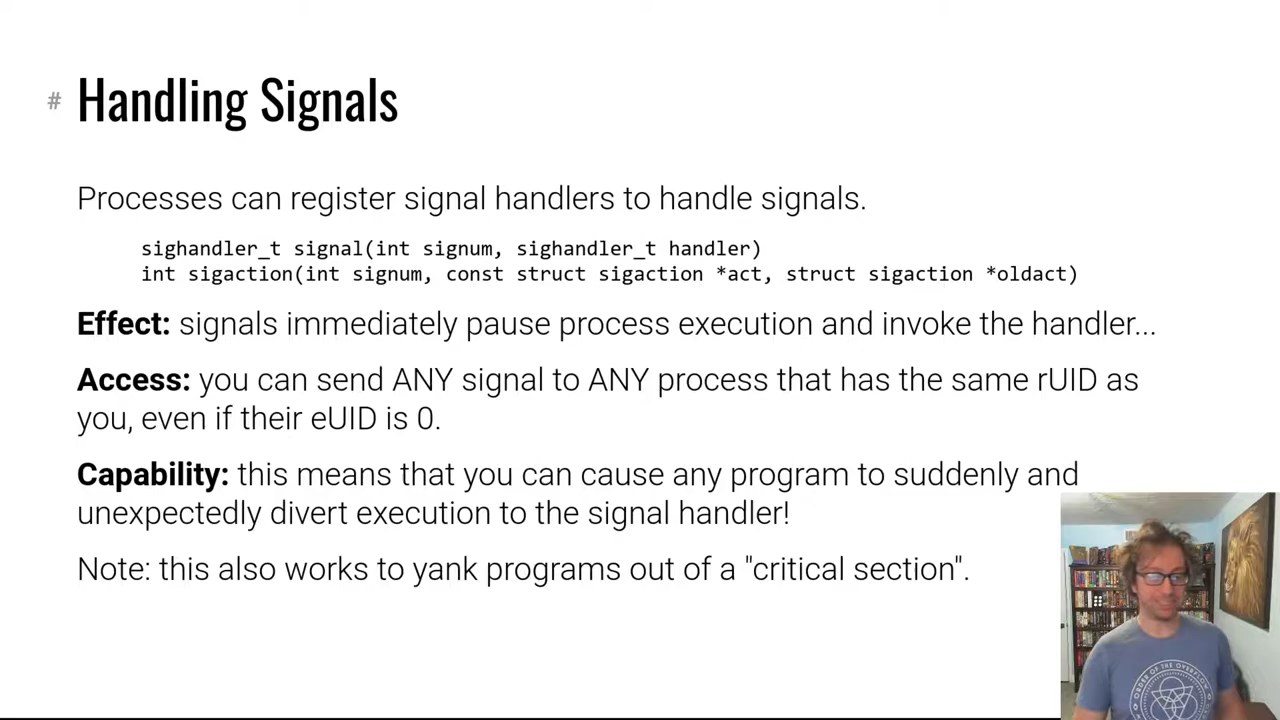 # Handling Signals
Processes can register signal handlers to handle signals.
sighandler_t signal(int signum, sighandler_t handler)
int sigaction(int signum, const struct sigaction *act, struct sigaction *oldact)
Effect: signals immediately pause process execution and invoke the handler...
Access: you can send ANY signal to ANY process that has the same rUID as
you, even if their eUID is 0.
Capability: this means that you can cause any program to suddenly and
unexpectedly divert execution to the signal handler!
Note: this also works to yank programs out of a "critical section".
ORDER OF THE OVERFLOW